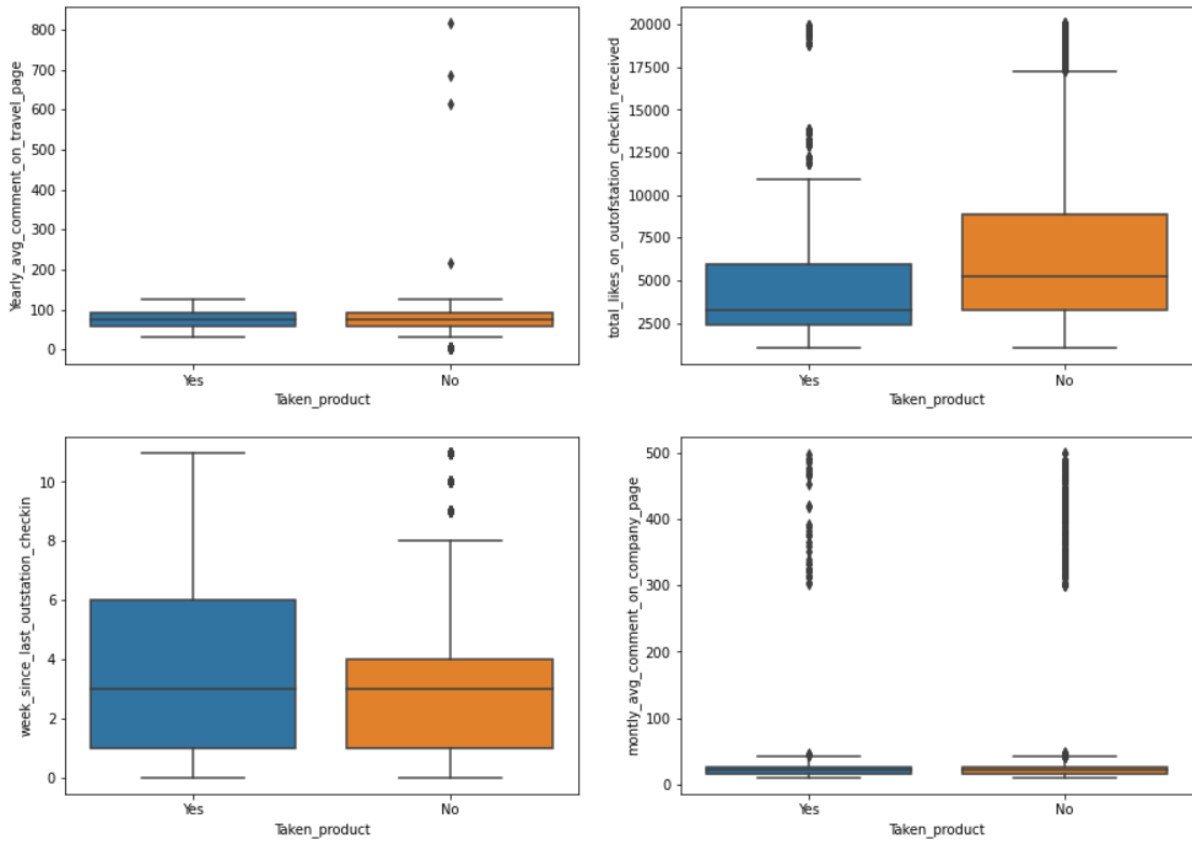 Yearly_avg_comment_on_travel_page
800
700
600
500
400
300
200
100
0
Yes
No
Taken_product
total_likes_on_outofstation_checkin_received
20000
17500
15000
12500
10000
7500
5000
2500
Yes
No
Taken_product
week_since_last_outstation_checkin
10
8
6
4
2
0
Yes
No
Taken_product
montly_avg_comment_on_company_page
500
400
300
200
100
0
Yes
No
Taken_product